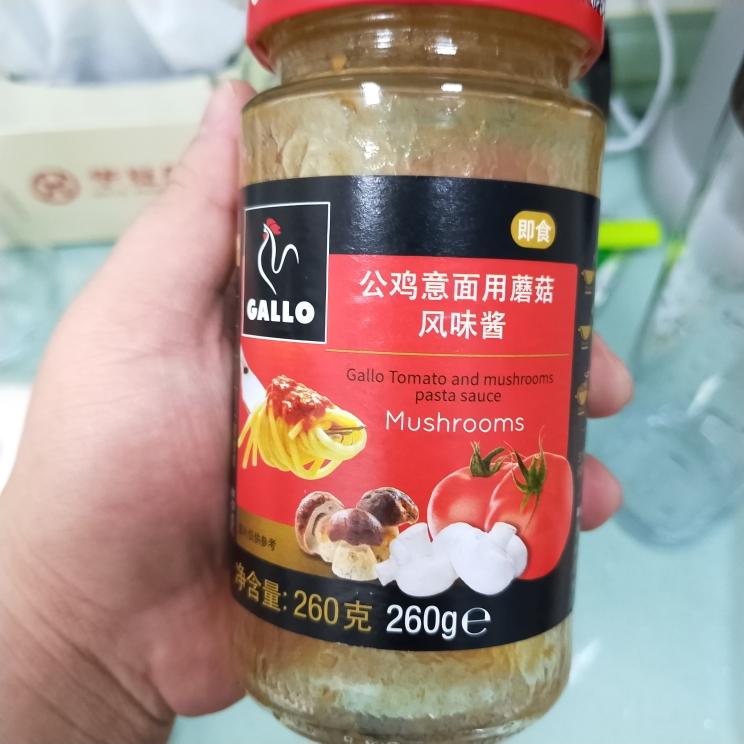 即食
GALLO
公鸡意面用蘑菇
风味酱
Gallo Tomato and mushrooms
pasta sauce
Mushrooms
净含量: 260克 260g℮